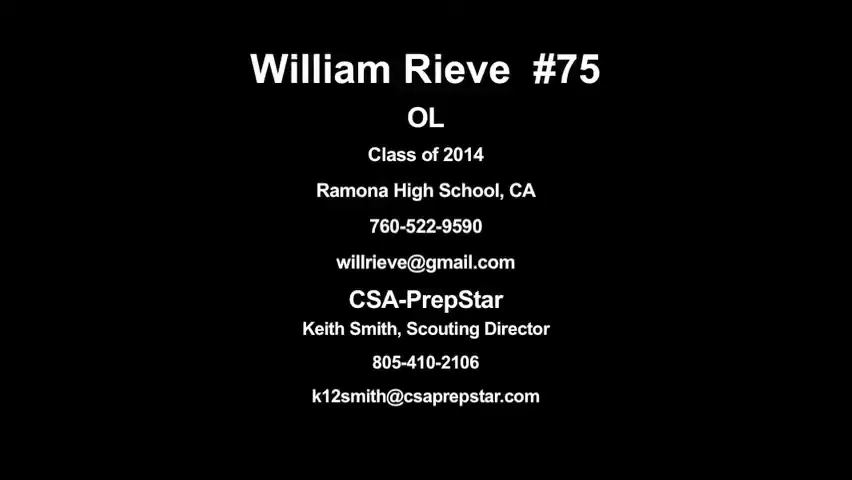 William Rieve  #75
OL
Class of 2014
Ramona High School, CA
760-522-9590
willrieve@gmail.com
CSA-PrepStar
Keith Smith, Scouting Director
805-410-2106
k12smith@csaprepstar.com